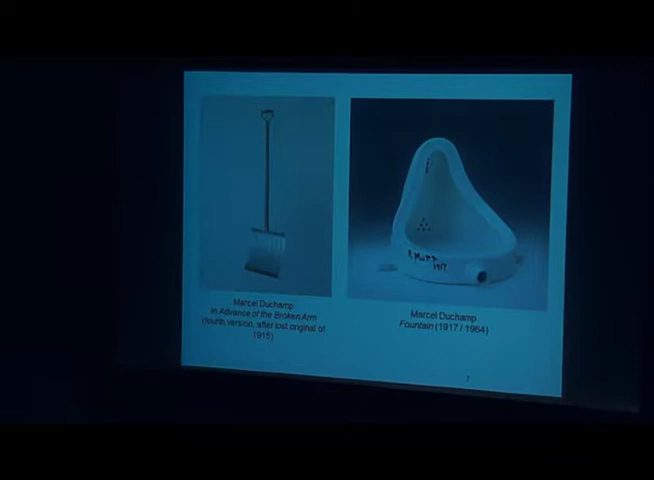 Marcel Duchamp
In Advance of the Broken Arm
(fourth version, after lost original of
1915)
R. MUTT
1917
Marcel Duchamp
Fountain (1917 / 1964)
7